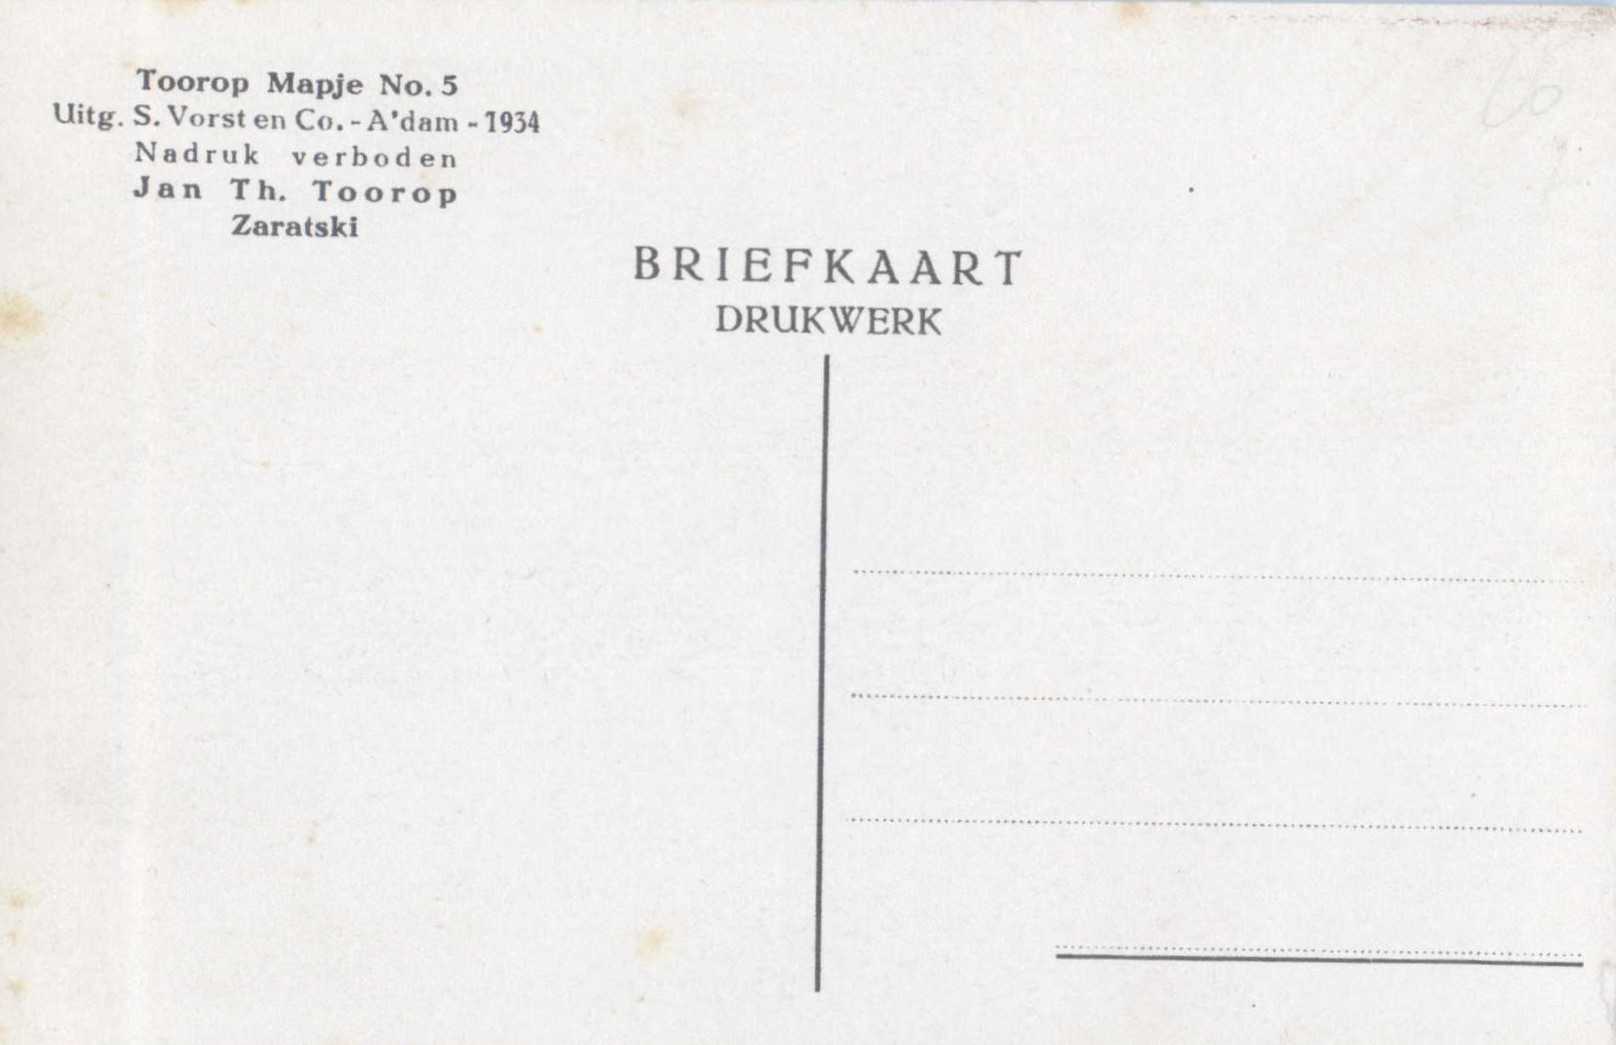 Toorop Mapje No. 5
Uitg. S. Vorst en Co. - A'dam - 1934
Nadruk verboden
Jan Th. Toorop
Zaratski
BRIEFKAART
DRUKWERK